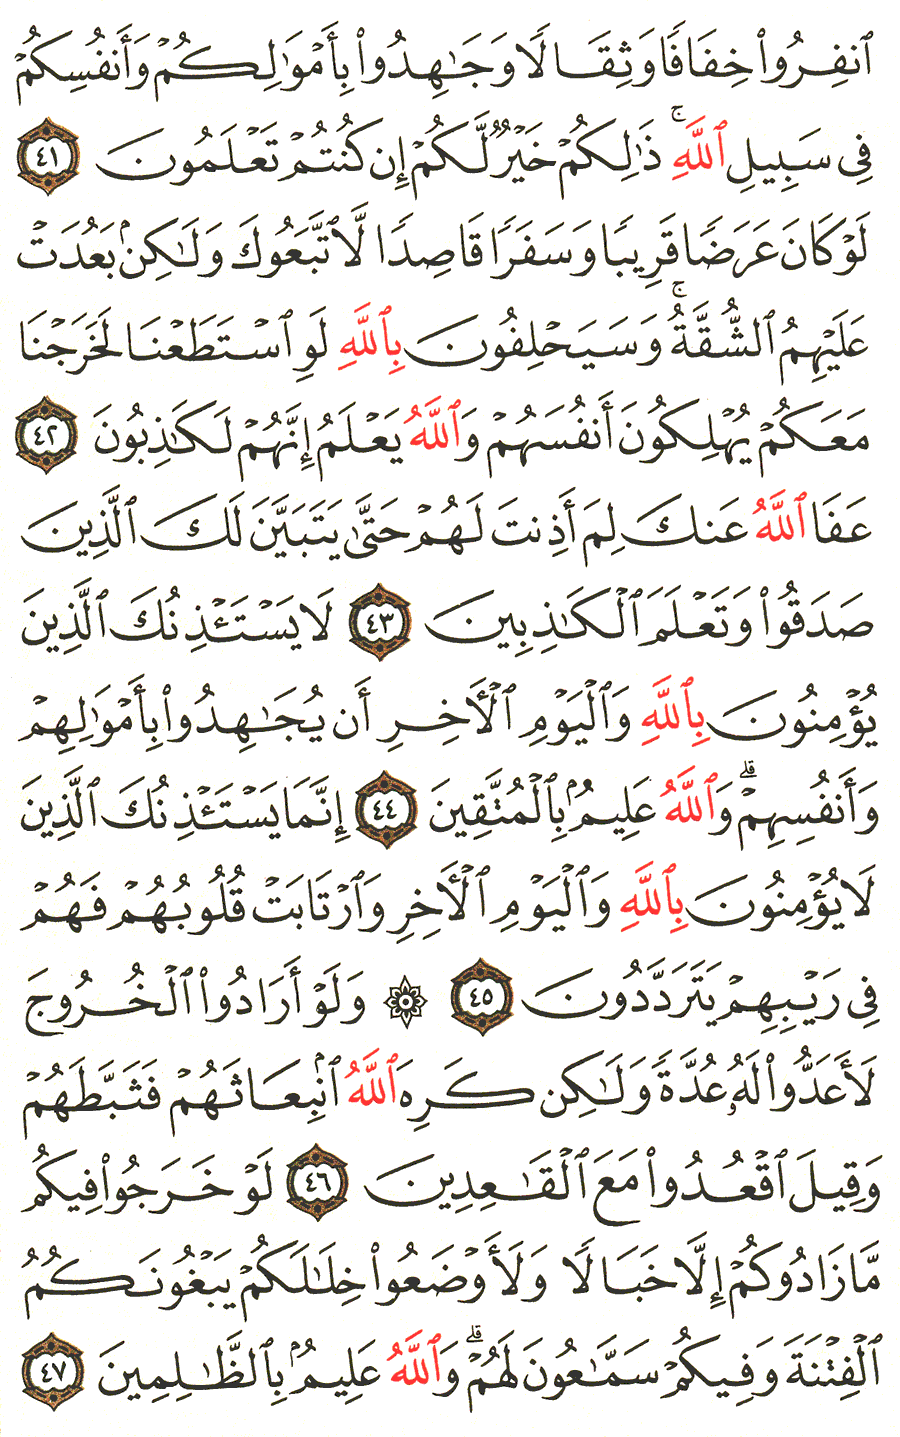 ٱنفِرُوا۟ خِفَافًا وَثِقَالًا وَجَـٰهِدُوا۟ بِأَمْوَٰلِكُمْ وَأَنفُسِكُمْ
فِى سَبِيلِ ٱللَّهِ ۚ ذَٰلِكُمْ خَيْرٌ لَّكُمْ إِن كُنتُمْ تَعْلَمُونَ ٤١
لَوْ كَانَ عَرَضًا قَرِيبًا وَسَفَرًا قَاصِدًا لَّٱتَّبَعُوكَ وَلَـٰكِنۢ بَعُدَتْ
عَلَيْهِمُ ٱلشُّقَّةُ ۚ وَسَيَحْلِفُونَ بِٱللَّهِ لَوِ ٱسْتَطَعْنَا لَخَرَجْنَا
مَعَكُمْ يُهْلِكُونَ أَنفُسَهُمْ وَٱللَّهُ يَعْلَمُ إِنَّهُمْ لَكَـٰذِبُونَ ٤٢
عَفَا ٱللَّهُ عَنكَ لِمَ أَذِنتَ لَهُمْ حَتَّىٰ يَتَبَيَّنَ لَكَ ٱلَّذِينَ
صَدَقُوا۟ وَتَعْلَمَ ٱلْكَـٰذِبِينَ ٤٣ لَا يَسْتَـْٔذِنُكَ ٱلَّذِينَ
يُؤْمِنُونَ بِٱللَّهِ وَٱلْيَوْمِ ٱلْـَٔاخِرِ أَن يُجَـٰهِدُوا۟ بِأَمْوَٰلِهِمْ
وَأَنفُسِهِمْ ۗ وَٱللَّهُ عَلِيمٌۢ بِٱلْمُتَّقِينَ ٤٤ إِنَّمَا يَسْتَـْٔذِنُكَ ٱلَّذِينَ
لَا يُؤْمِنُونَ بِٱللَّهِ وَٱلْيَوْمِ ٱلْـَٔاخِرِ وَٱرْتَابَتْ قُلُوبُهُمْ فَهُمْ
فِى رَيْبِهِمْ يَتَرَدَّدُونَ ٤٥ ۞ وَلَوْ أَرَادُوا۟ ٱلْخُرُوجَ
لَأَعَدُّوا۟ لَهُۥ عُدَّةً وَلَـٰكِن كَرِهَ ٱللَّهُ ٱنۢبِعَاثَهُمْ فَثَبَّطَهُمْ
وَقِيلَ ٱقْعُدُوا۟ مَعَ ٱلْقَـٰعِدِينَ ٤٦ لَوْ خَرَجُوا۟ فِيكُم
مَّا زَادُوكُمْ إِلَّا خَبَالًا وَلَأَوْضَعُوا۟ خِلَـٰلَكُمْ يَبْغُونَكُمُ
ٱلْفِتْنَةَ وَفِيكُمْ سَمَّـٰعُونَ لَهُمْ ۗ وَٱللَّهُ عَلِيمٌۢ بِٱلظَّـٰلِمِينَ ٤٧